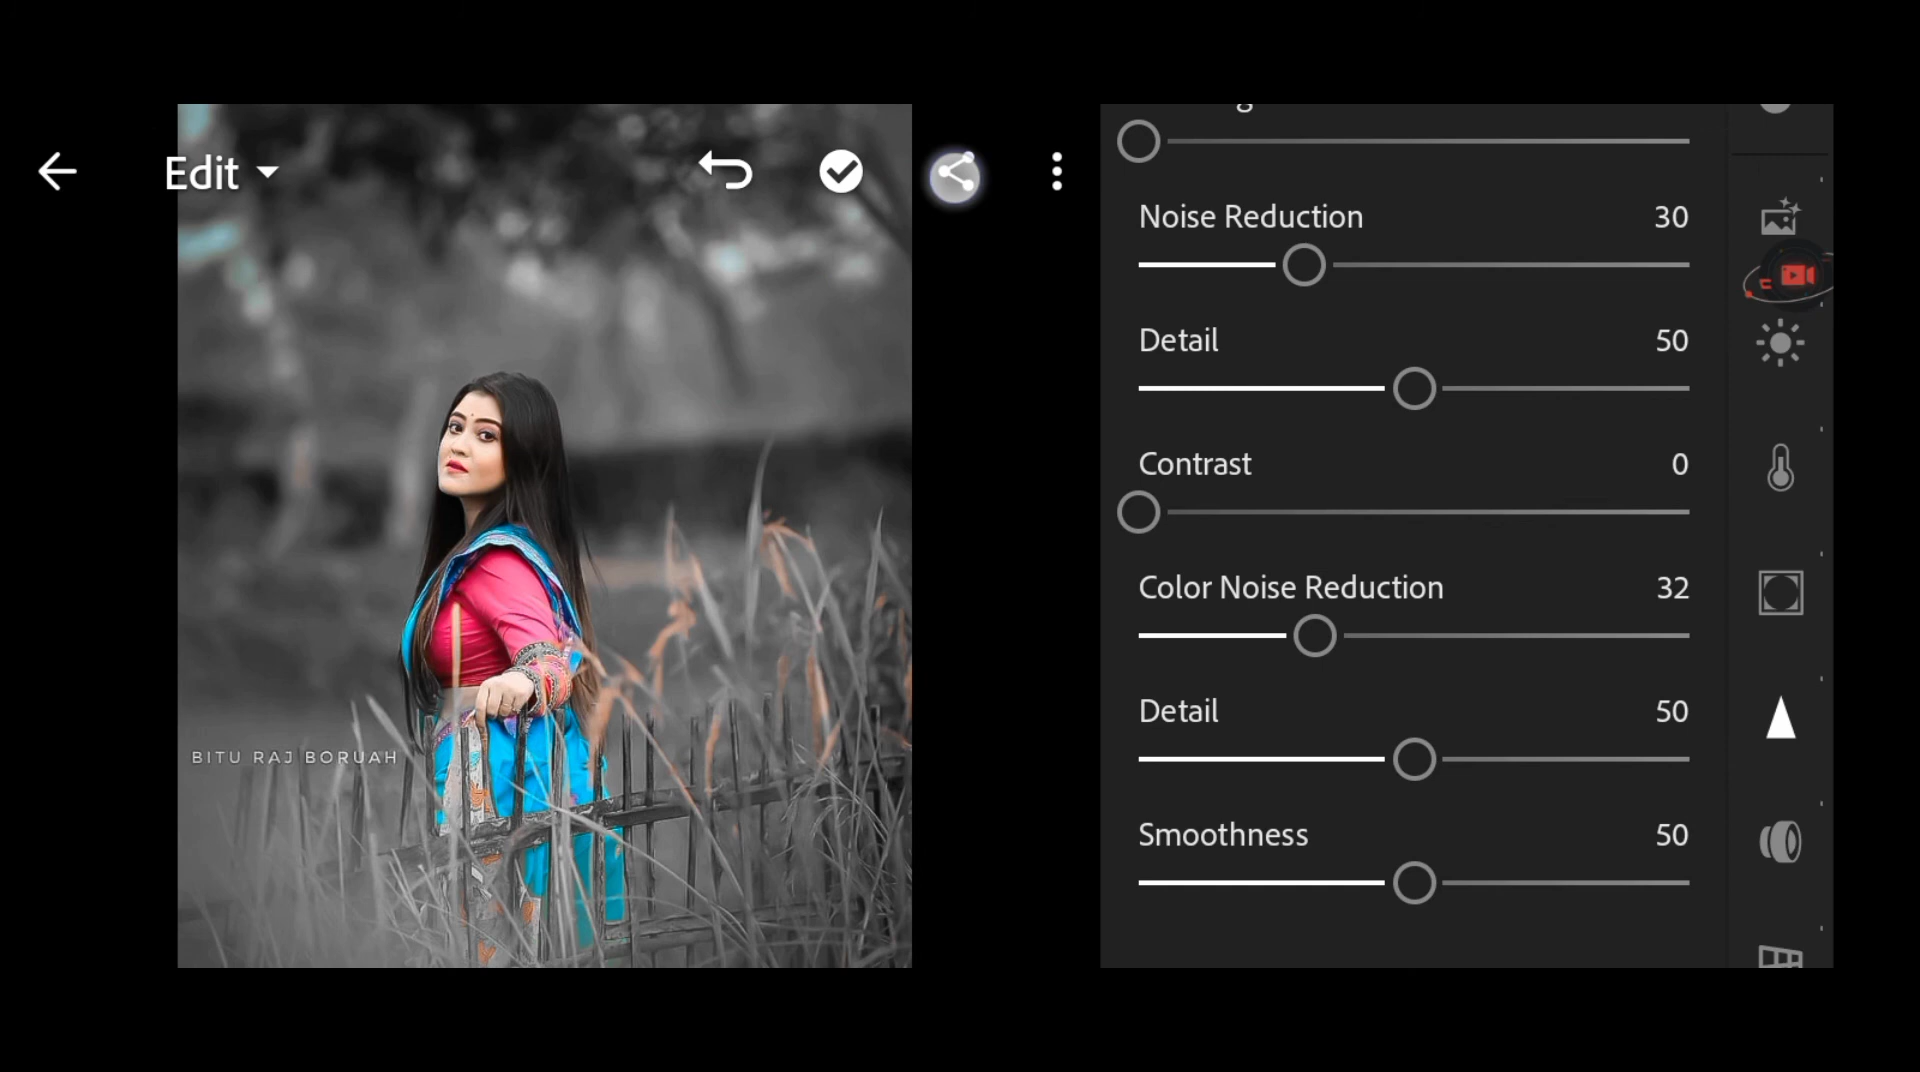 Edit
Noise Reduction 30
Detail 50
Contrast 0
Color Noise Reduction 32
Detail 50
Smoothness 50
BITU RAJ BORUAH